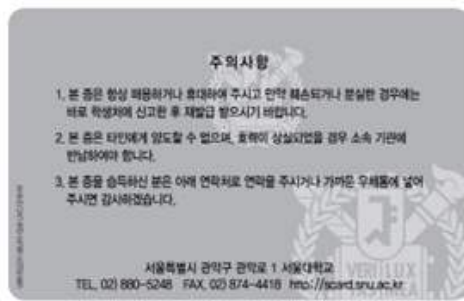 주의사항
1. 본 증은 항상 패용하거나 휴대하여 주시고 만약 훼손되거나 분실한 경우에는
바로 학생처에 신고한 후 재발급 받으시기 바랍니다.
2. 본 증은 타인에게 양도할 수 없으며, 효력이 상실되었을 경우 소속 기관에
반납하여야 합니다.
3. 본 증을 습득하신 분은 아래 연락처로 연락을 주시거나 가까운 우체통에 넣어
주시면 감사하겠습니다.
서울특별시 관악구 관악로 1 서울대학교
TEL. 02) 880-5248 FAX. 02) 874-4418 http://scard.snu.ac.kr
VERI LUX